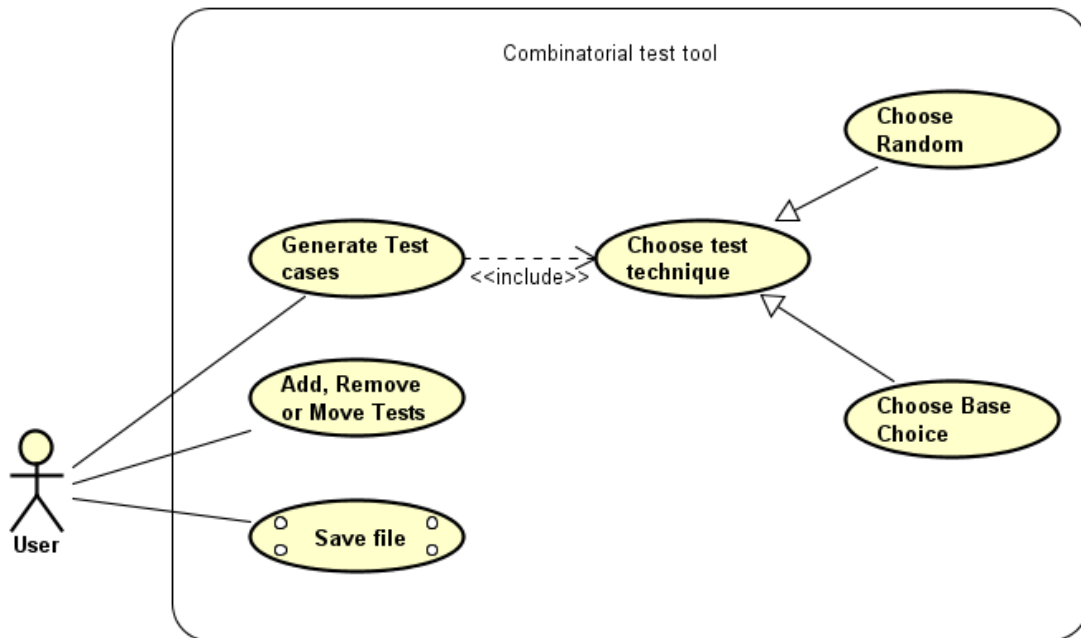 Combinatorial test tool
Choose
Random
Generate Test
cases
<<include>>
Choose test
technique
Add, Remove
or Move Tests
Choose Base
Choice
Save file
User